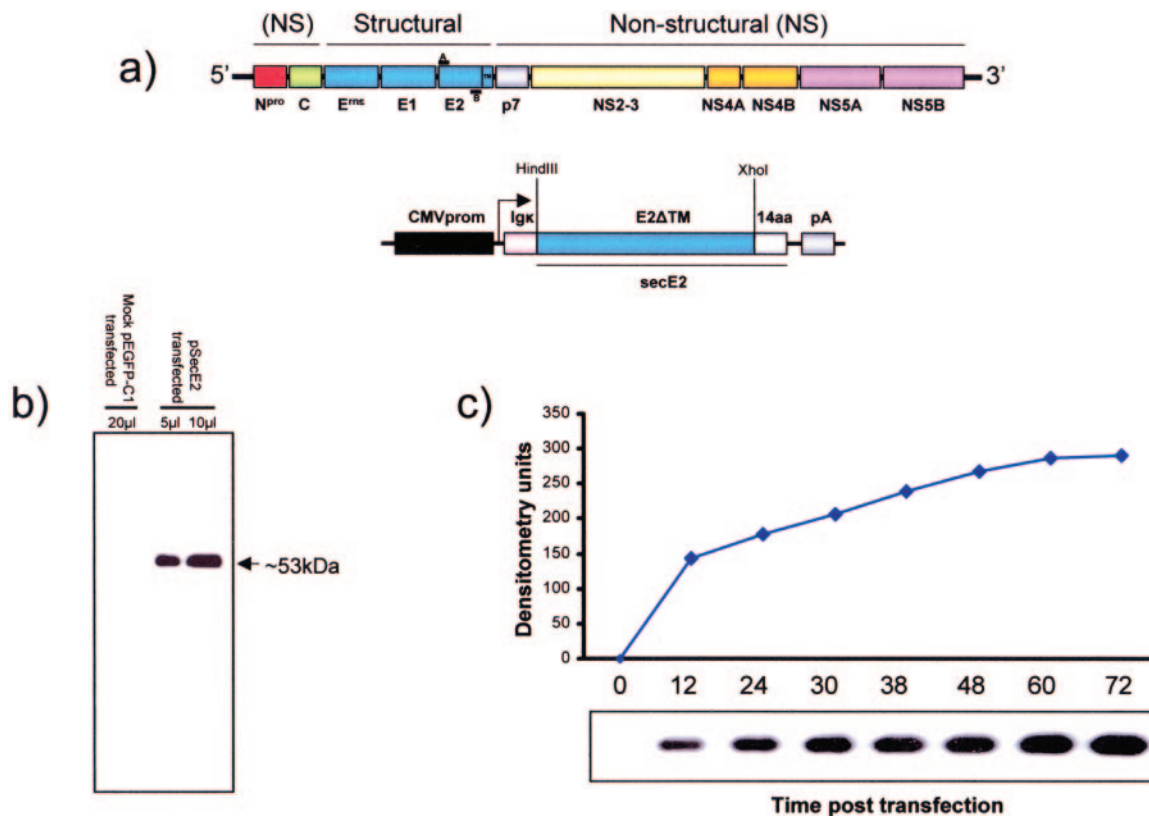 (NS) Structural Non-structural (NS)
a)
A
TM
5' 3'
B
Npro C Erns E1 E2 p7 NS2-3 NS4A NS4B NS5A NS5B
HindIII XhoI
CMVprom Igκ E2ΔTM 14aa pA
secE2
b)
Mock pEGFP-C1
transfected
pSecE2
transfected
20µl 5µl 10µl
~53kDa
c)
Densitometry units
350
300
250
200
150
100
50
0
0 12 24 30 38 48 60 72
Time post transfection